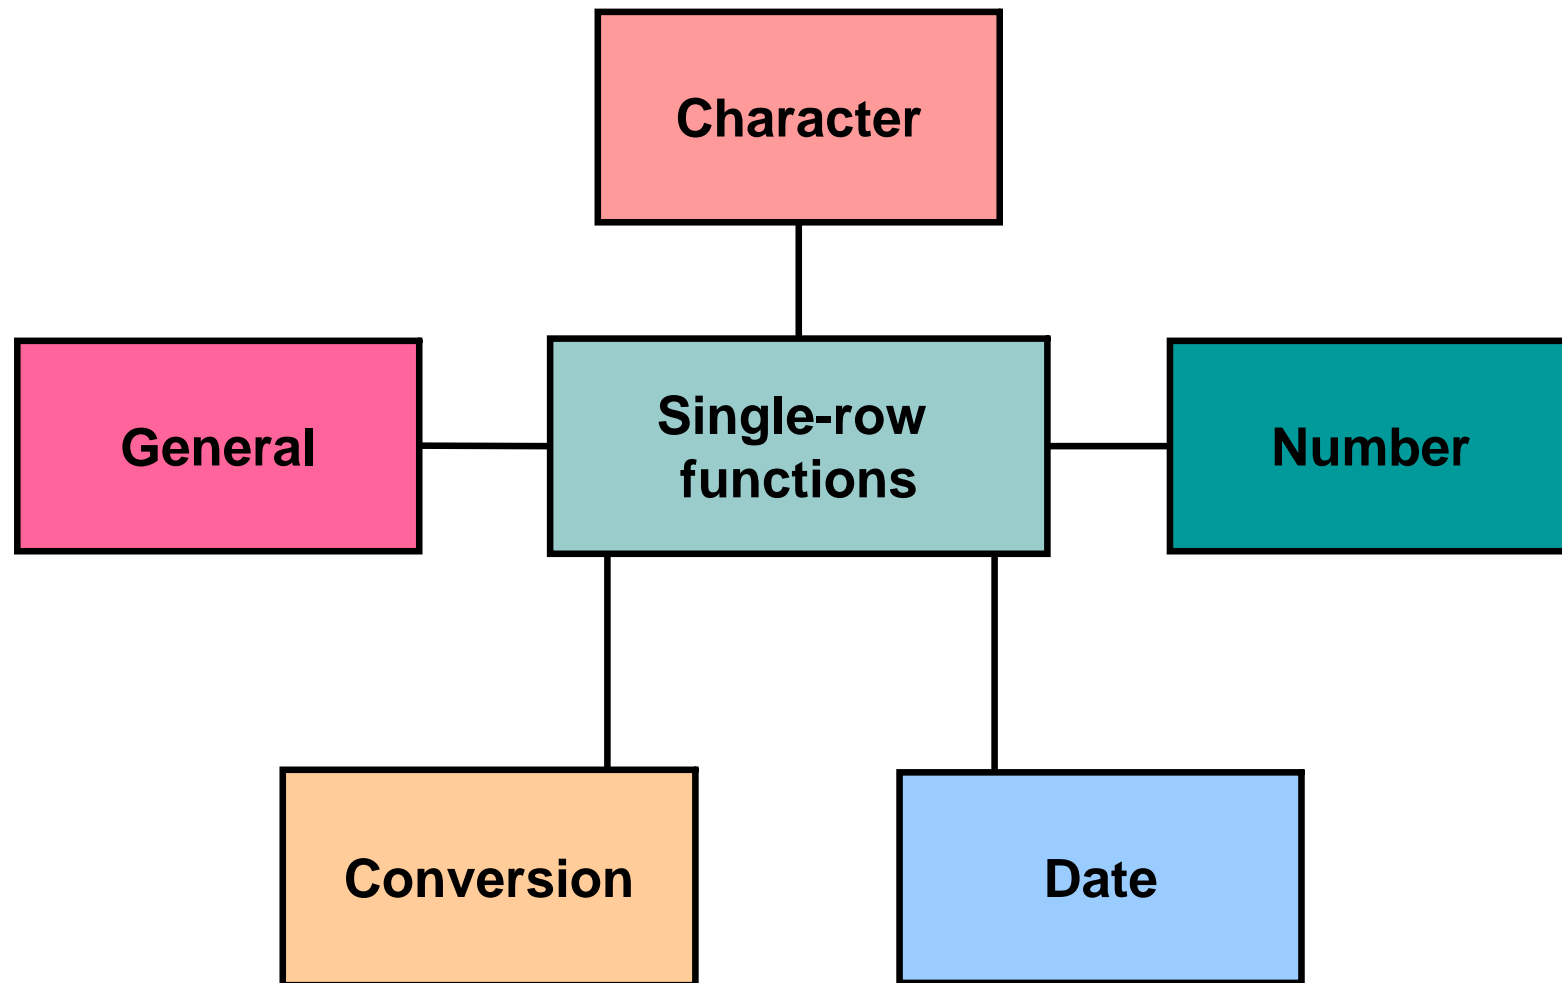 Character
General
Single-row
functions
Number
Conversion
Date